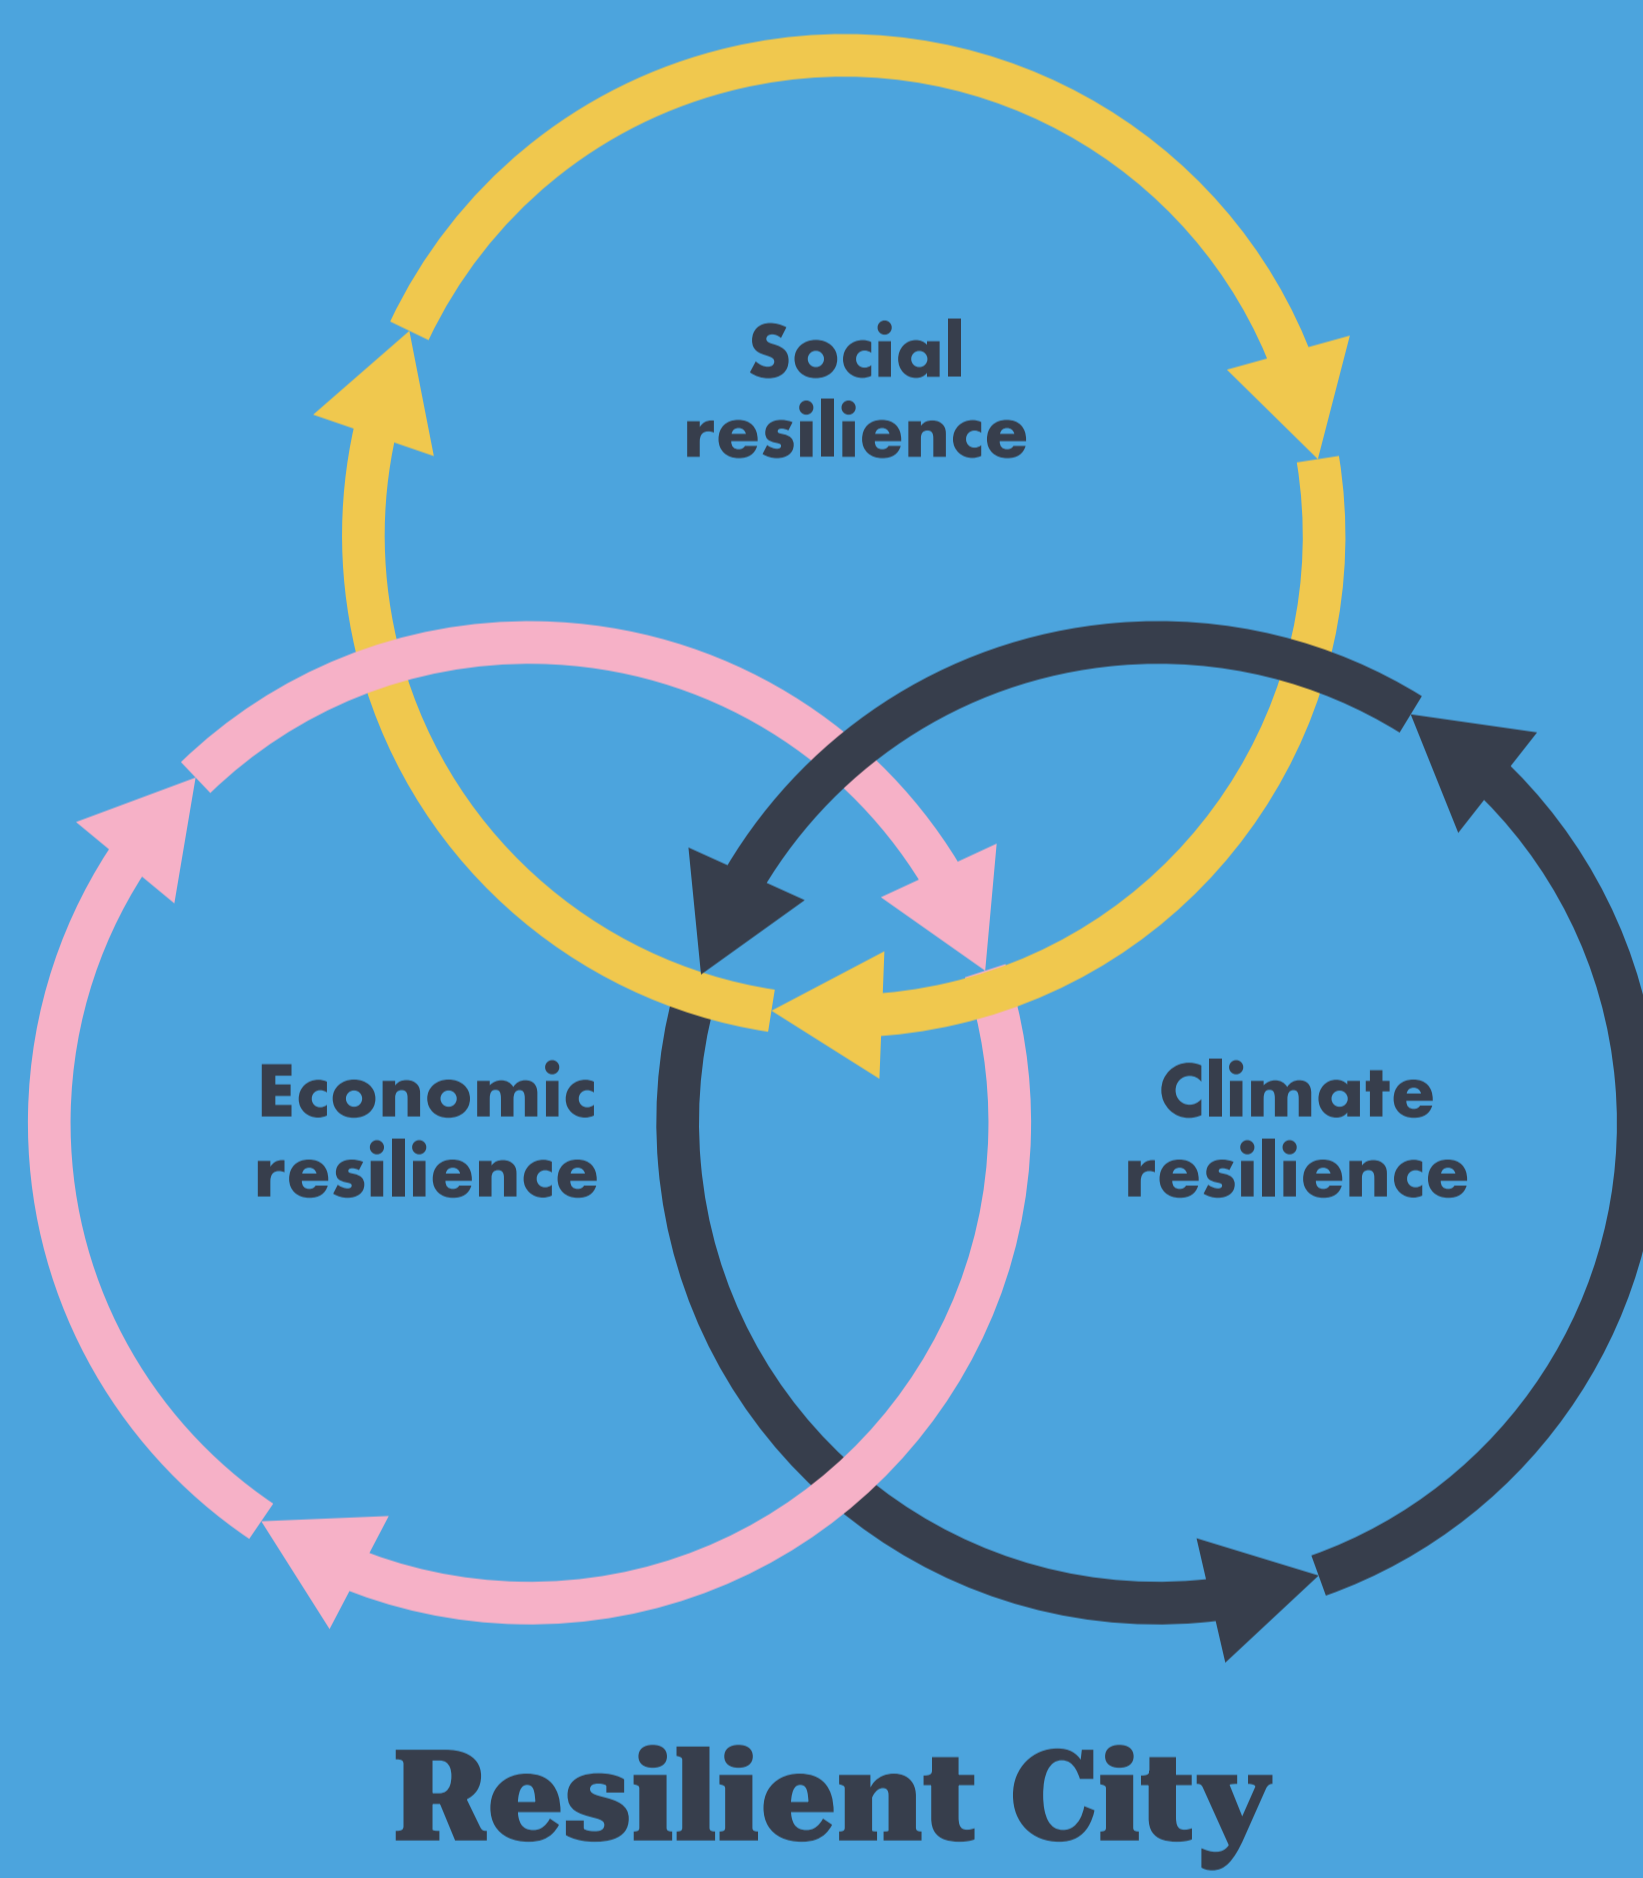 Social
resilience
Economic
resilience
Climate
resilience
Resilient City